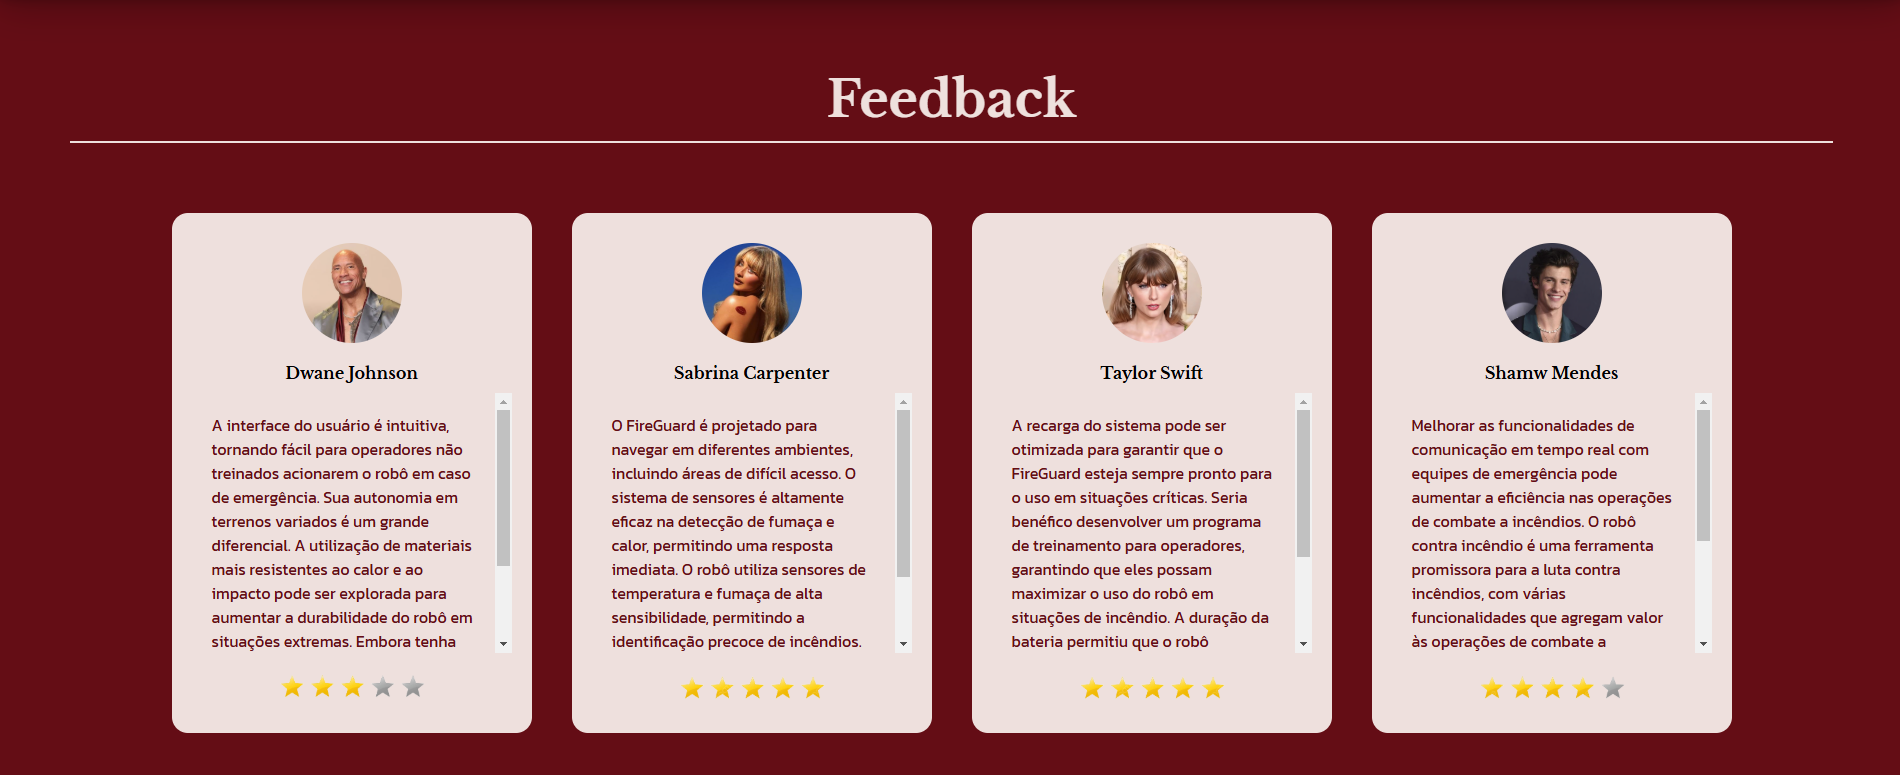 Feedback
Dwane Johnson
A interface do usuário é intuitiva,
tornando fácil para operadores não
treinados acionarem o robô em caso
de emergência. Sua autonomia em
terrenos variados é um grande
diferencial. A utilização de materiais
mais resistentes ao calor e ao
impacto pode ser explorada para
aumentar a durabilidade do robô em
situações extremas. Embora tenha
Sabrina Carpenter
O FireGuard é projetado para
navegar em diferentes ambientes,
incluindo áreas de difícil acesso. O
sistema de sensores é altamente
eficaz na detecção de fumaça e
calor, permitindo uma resposta
imediata. O robô utiliza sensores de
temperatura e fumaça de alta
sensibilidade, permitindo a
identificação precoce de incêndios.
Taylor Swift
A recarga do sistema pode ser
otimizada para garantir que o
FireGuard esteja sempre pronto para
o uso em situações críticas. Seria
benéfico desenvolver um programa
de treinamento para operadores,
garantindo que eles possam
maximizar o uso do robô em
situações de incêndio. A duração da
bateria permitiu que o robô
Shamw Mendes
Melhorar as funcionalidades de
comunicação em tempo real com
equipes de emergência pode
aumentar a eficiência nas operações
de combate a incêndios. O robô
contra incêndio é uma ferramenta
promissora para a luta contra
incêndios, com várias
funcionalidades que agregam valor
às operações de combate a